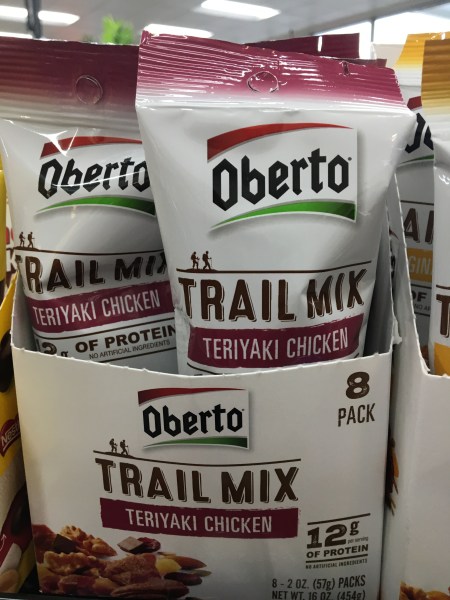 Oberto
TRAIL MIX
TERIYAKI CHICKEN
OF PROTEIN
NO ARTIFICIAL INGREDIENTS
Oberto
TRAIL MIX
TERIYAKI CHICKEN
8
PACK
Oberto
TRAIL MIX
TERIYAKI CHICKEN
12g
per serving
OF PROTEIN
NO ARTIFICIAL INGREDIENTS
8 - 2 OZ. (57g) PACKS
NET WT. 16 OZ. (454g)